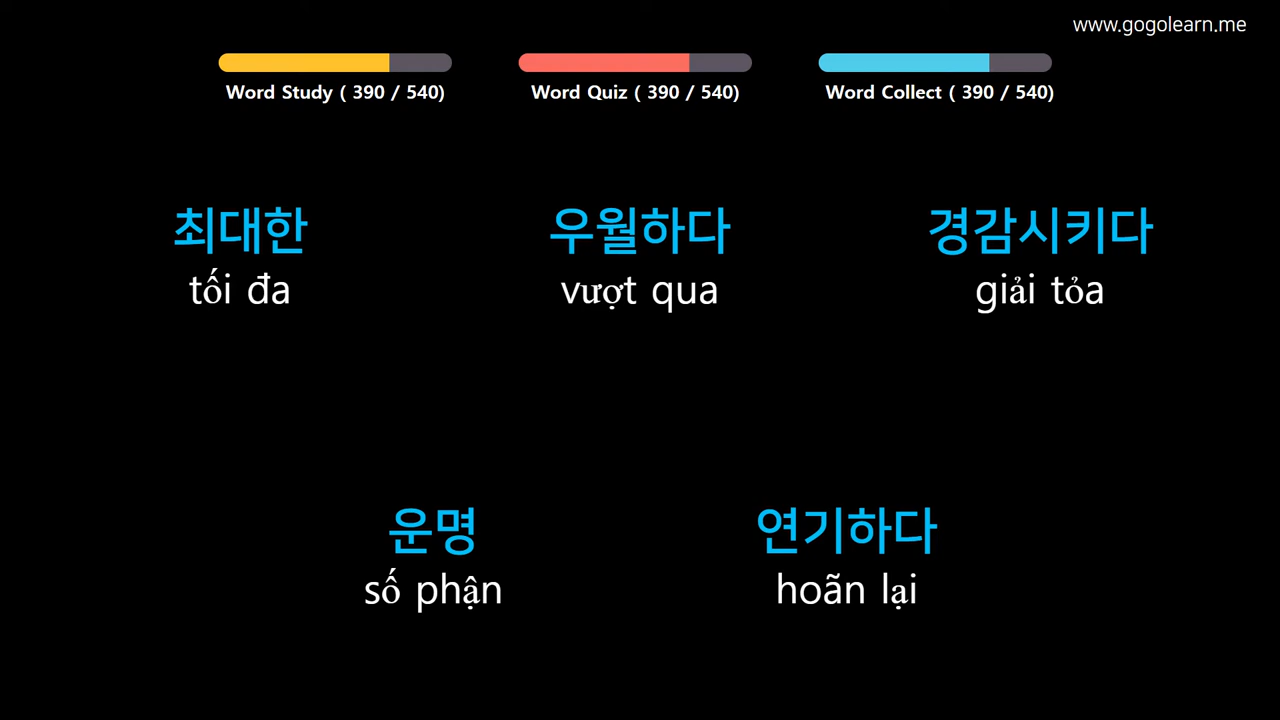 www.gogolearn.me
Word Study ( 390 / 540)
Word Quiz ( 390 / 540)
Word Collect ( 390 / 540)
최대한
tối đa
우월하다
vượt qua
경감시키다
giải tỏa
운명
số phận
연기하다
hoãn lại